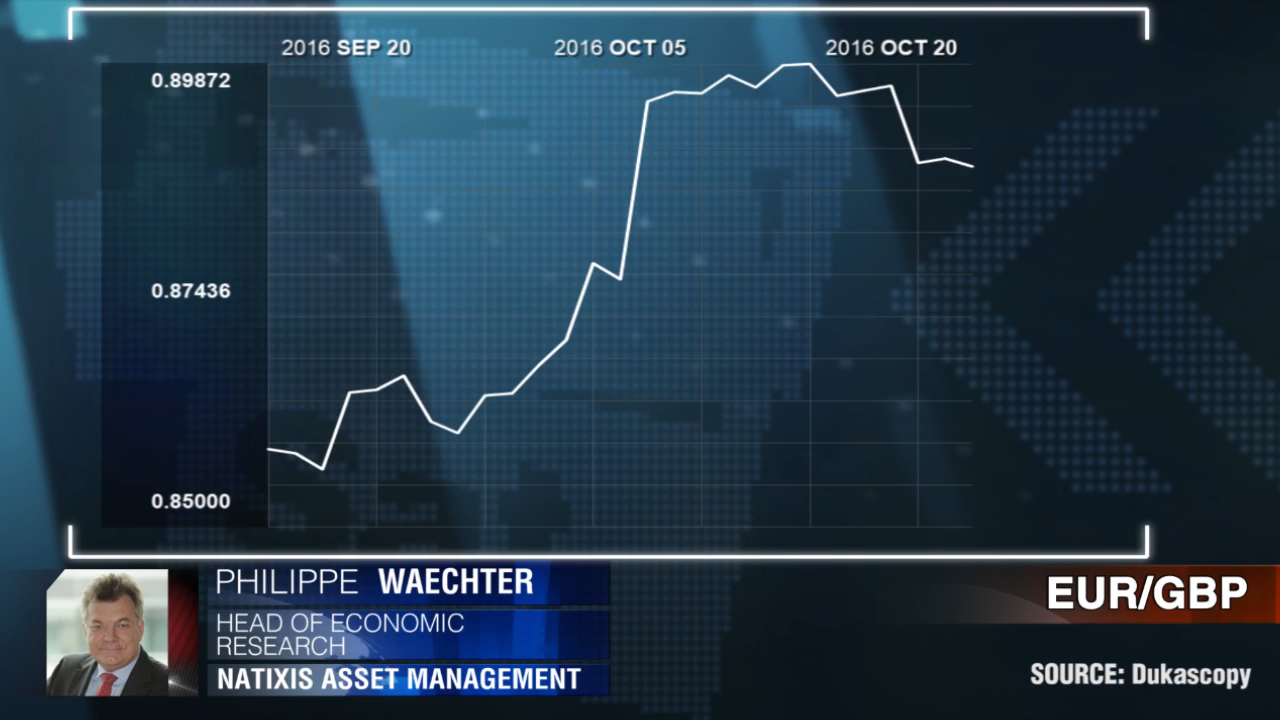 2016 SEP 20 2016 OCT 05 2016 OCT 20
0.89872
0.87436
0.85000
PHILIPPE WAECHTER
HEAD OF ECONOMIC
RESEARCH
NATIXIS ASSET MANAGEMENT
EUR/GBP
SOURCE: Dukascopy